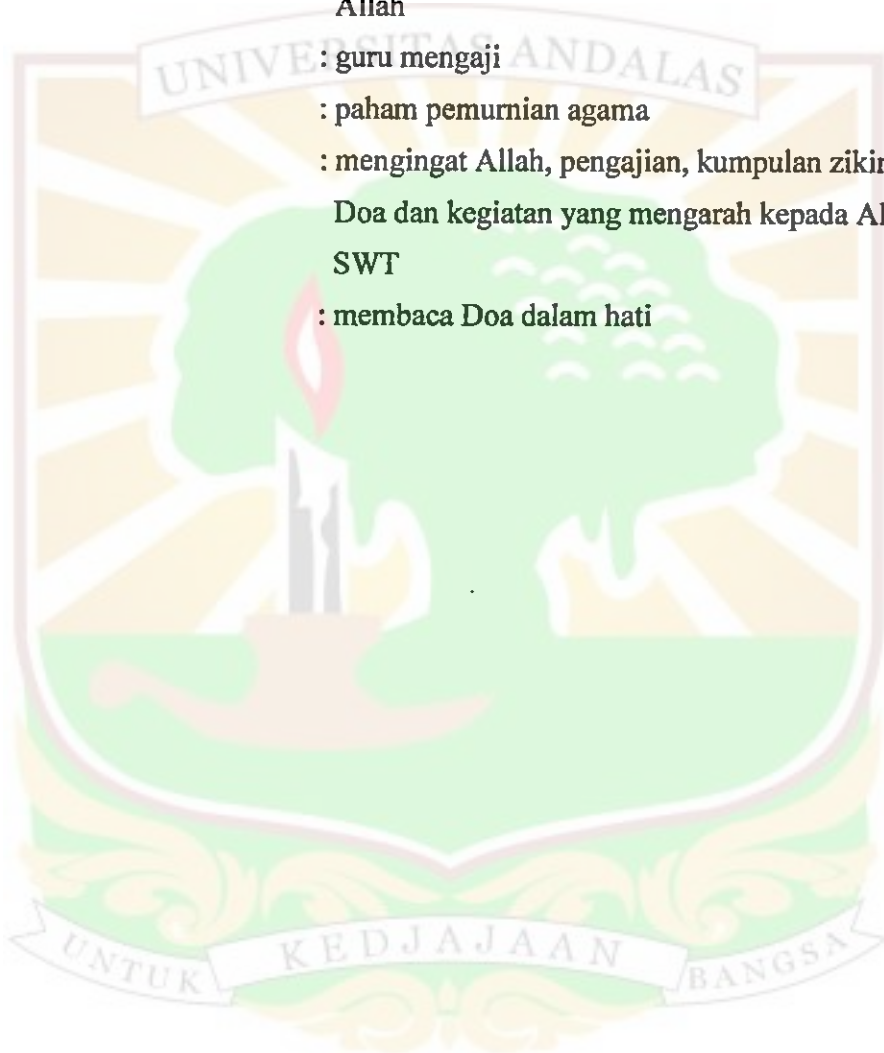 Allah
UNIVERSITAS ANDALAS
: guru mengaji
: paham pemurnian agama
: mengingat Allah, pengajian, kumpulan zikir
Doa dan kegiatan yang mengarah kepada
SWT
: membaca Doa dalam hati
UNTUK KEDJAJAAN BANGSA